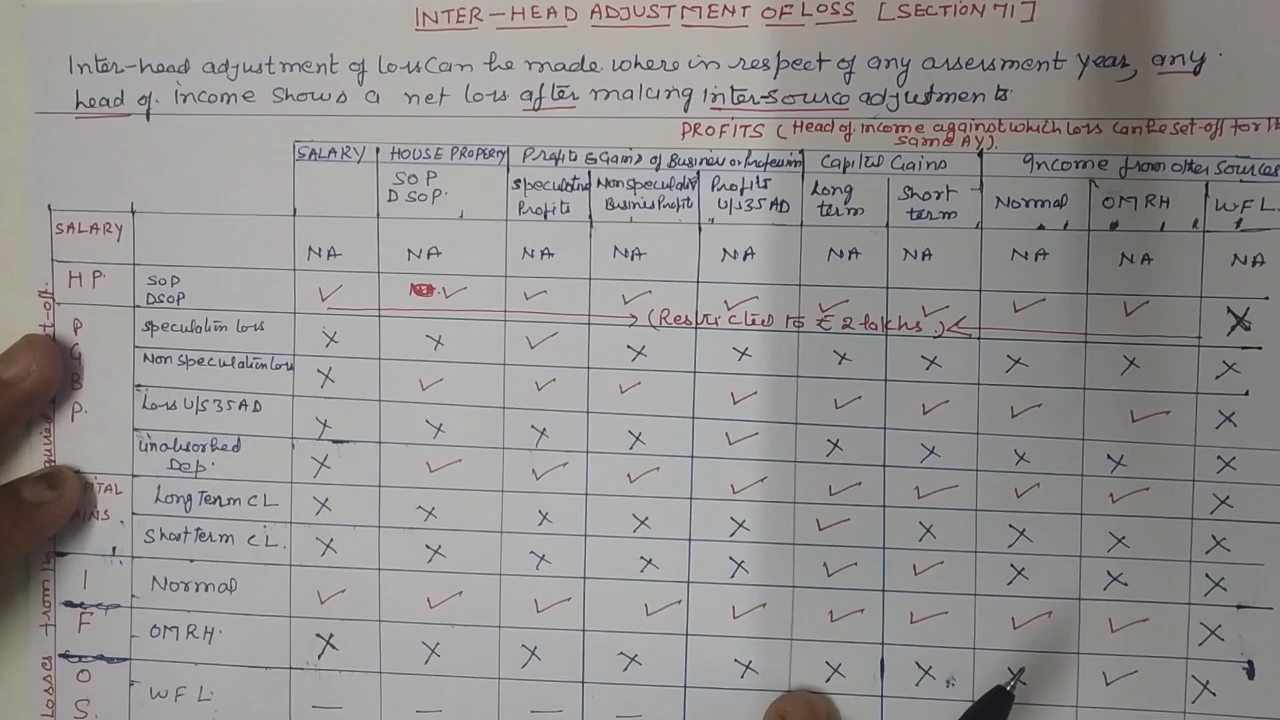 INTER-HEAD ADJUSTMENT OF LOSS [SECTION 71]
Inter-head adjustment of loss can be made where in respect of any assessment year, any
head of income shows a net loss after making inter-source adjustments
PROFITS (Head of income against which loss can be set-off for th
same AY).
SALARY HOUSE PROPERTY Profits & Gains of Business or Profession Capital Gains Income from other Sources
SOP DSOP. Speculative Profits Non Speculative Business Profit Profits U/S 35AD Long term Short term Normal OMRH WFL
SALARY NA NA NA NA NA NA NA NA NA NA
HP. SOP DSOP ✓ ✓ ✓ ✓ ✓ ✓ ✓ ✓ ✓ X
(Restricted to ₹ 2 lakhs.)
P G B P. Speculation loss X X ✓ X X X X X X X
Non Speculation Loss X ✓ ✓ ✓ ✓ ✓ ✓ ✓ ✓ X
Loss U/S 35AD X X X X ✓ X X X X X
Unabsorbed Dep. X ✓ ✓ ✓ ✓ ✓ ✓ ✓ ✓ X
Long Term CL X X X X X ✓ X X X X
Short Term CL. X X X X X ✓ ✓ X X X
I F O S. Normal ✓ ✓ ✓ ✓ ✓ ✓ ✓ ✓ ✓ X
OMRH. X X X X X X X X ✓ X
WFL — — — —
Losses from